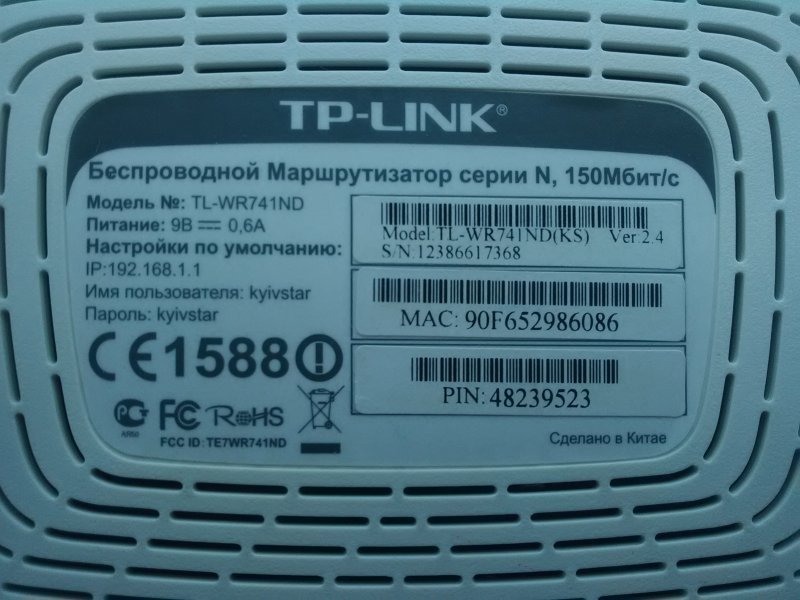 TP-LINK®
Беспроводной Маршрутизатор серии N, 150Мбит/с
Модель №: TL-WR741ND
Питание: 9В 0,6А
Настройки по умолчанию:
IP:192.168.1.1
Имя пользователя: kyivstar
Пароль: kyivstar
Model:TL-WR741ND(KS) Ver:2.4
S/N:12386617368
MAC: 90F652986086
PIN:48239523
CE1588
РСТ FC RoHS
АЯ60
FCC ID: TE7WR741ND
Сделано в Китае